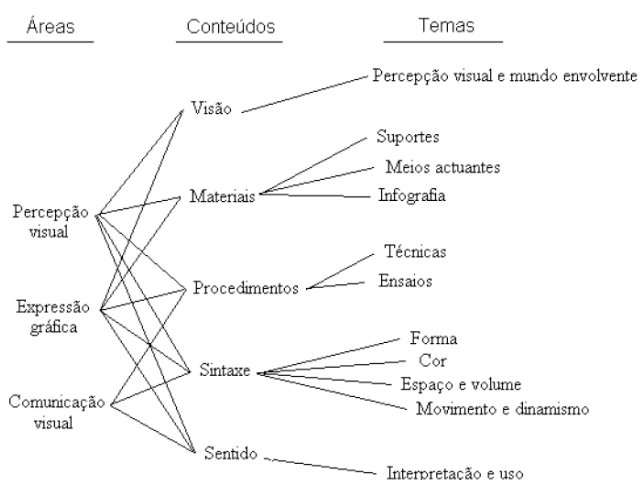 Áreas
Conteúdos
Temas
Percepção
visual
Expressão
gráfica
Comunicação
visual
Visão
Materiais
Procedimentos
Sintaxe
Sentido
Percepção visual e mundo envolvente
Suportes
Meios actuantes
Infografia
Técnicas
Ensaios
Forma
Cor
Espaço e volume
Movimento e dinamismo
Interpretação e uso